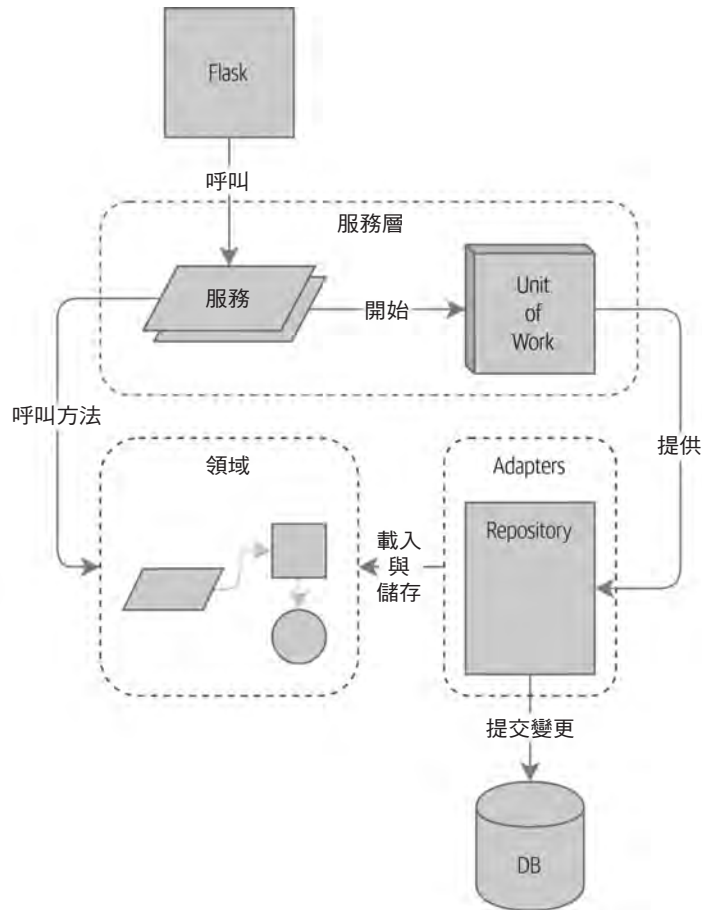 Flask
呼叫
服務層
服務
開始
Unit
of
Work
呼叫方法
提供
領域
Adapters
Repository
載入
與
儲存
提交變更
DB